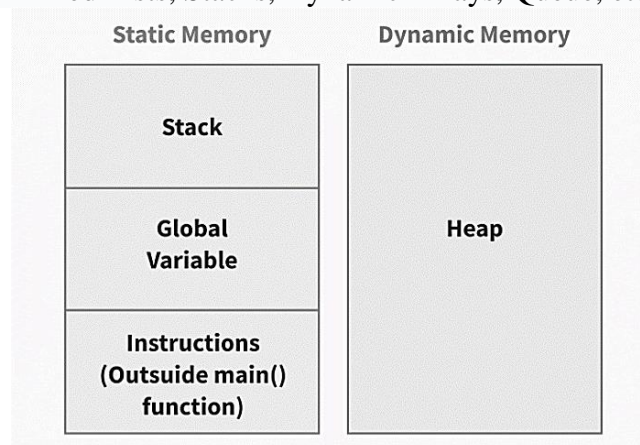 Static Memory
Dynamic Memory
Stack
Global
Variable
Instructions
(Outsuide main()
function)
Heap